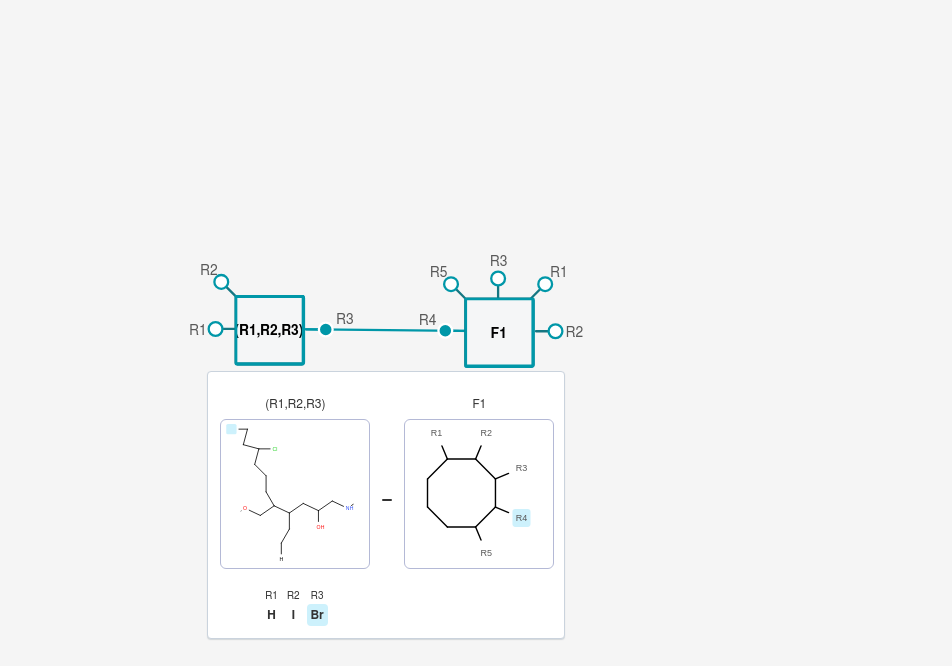 R2
R5
R3
R1
R1
(R1,R2,R3)
R3
R4
F1
R2
(R1,R2,R3)
F1
R1
R2
R3
R4
R5
Cl
O
NH
OH
H
R1 R2 R3
H I Br